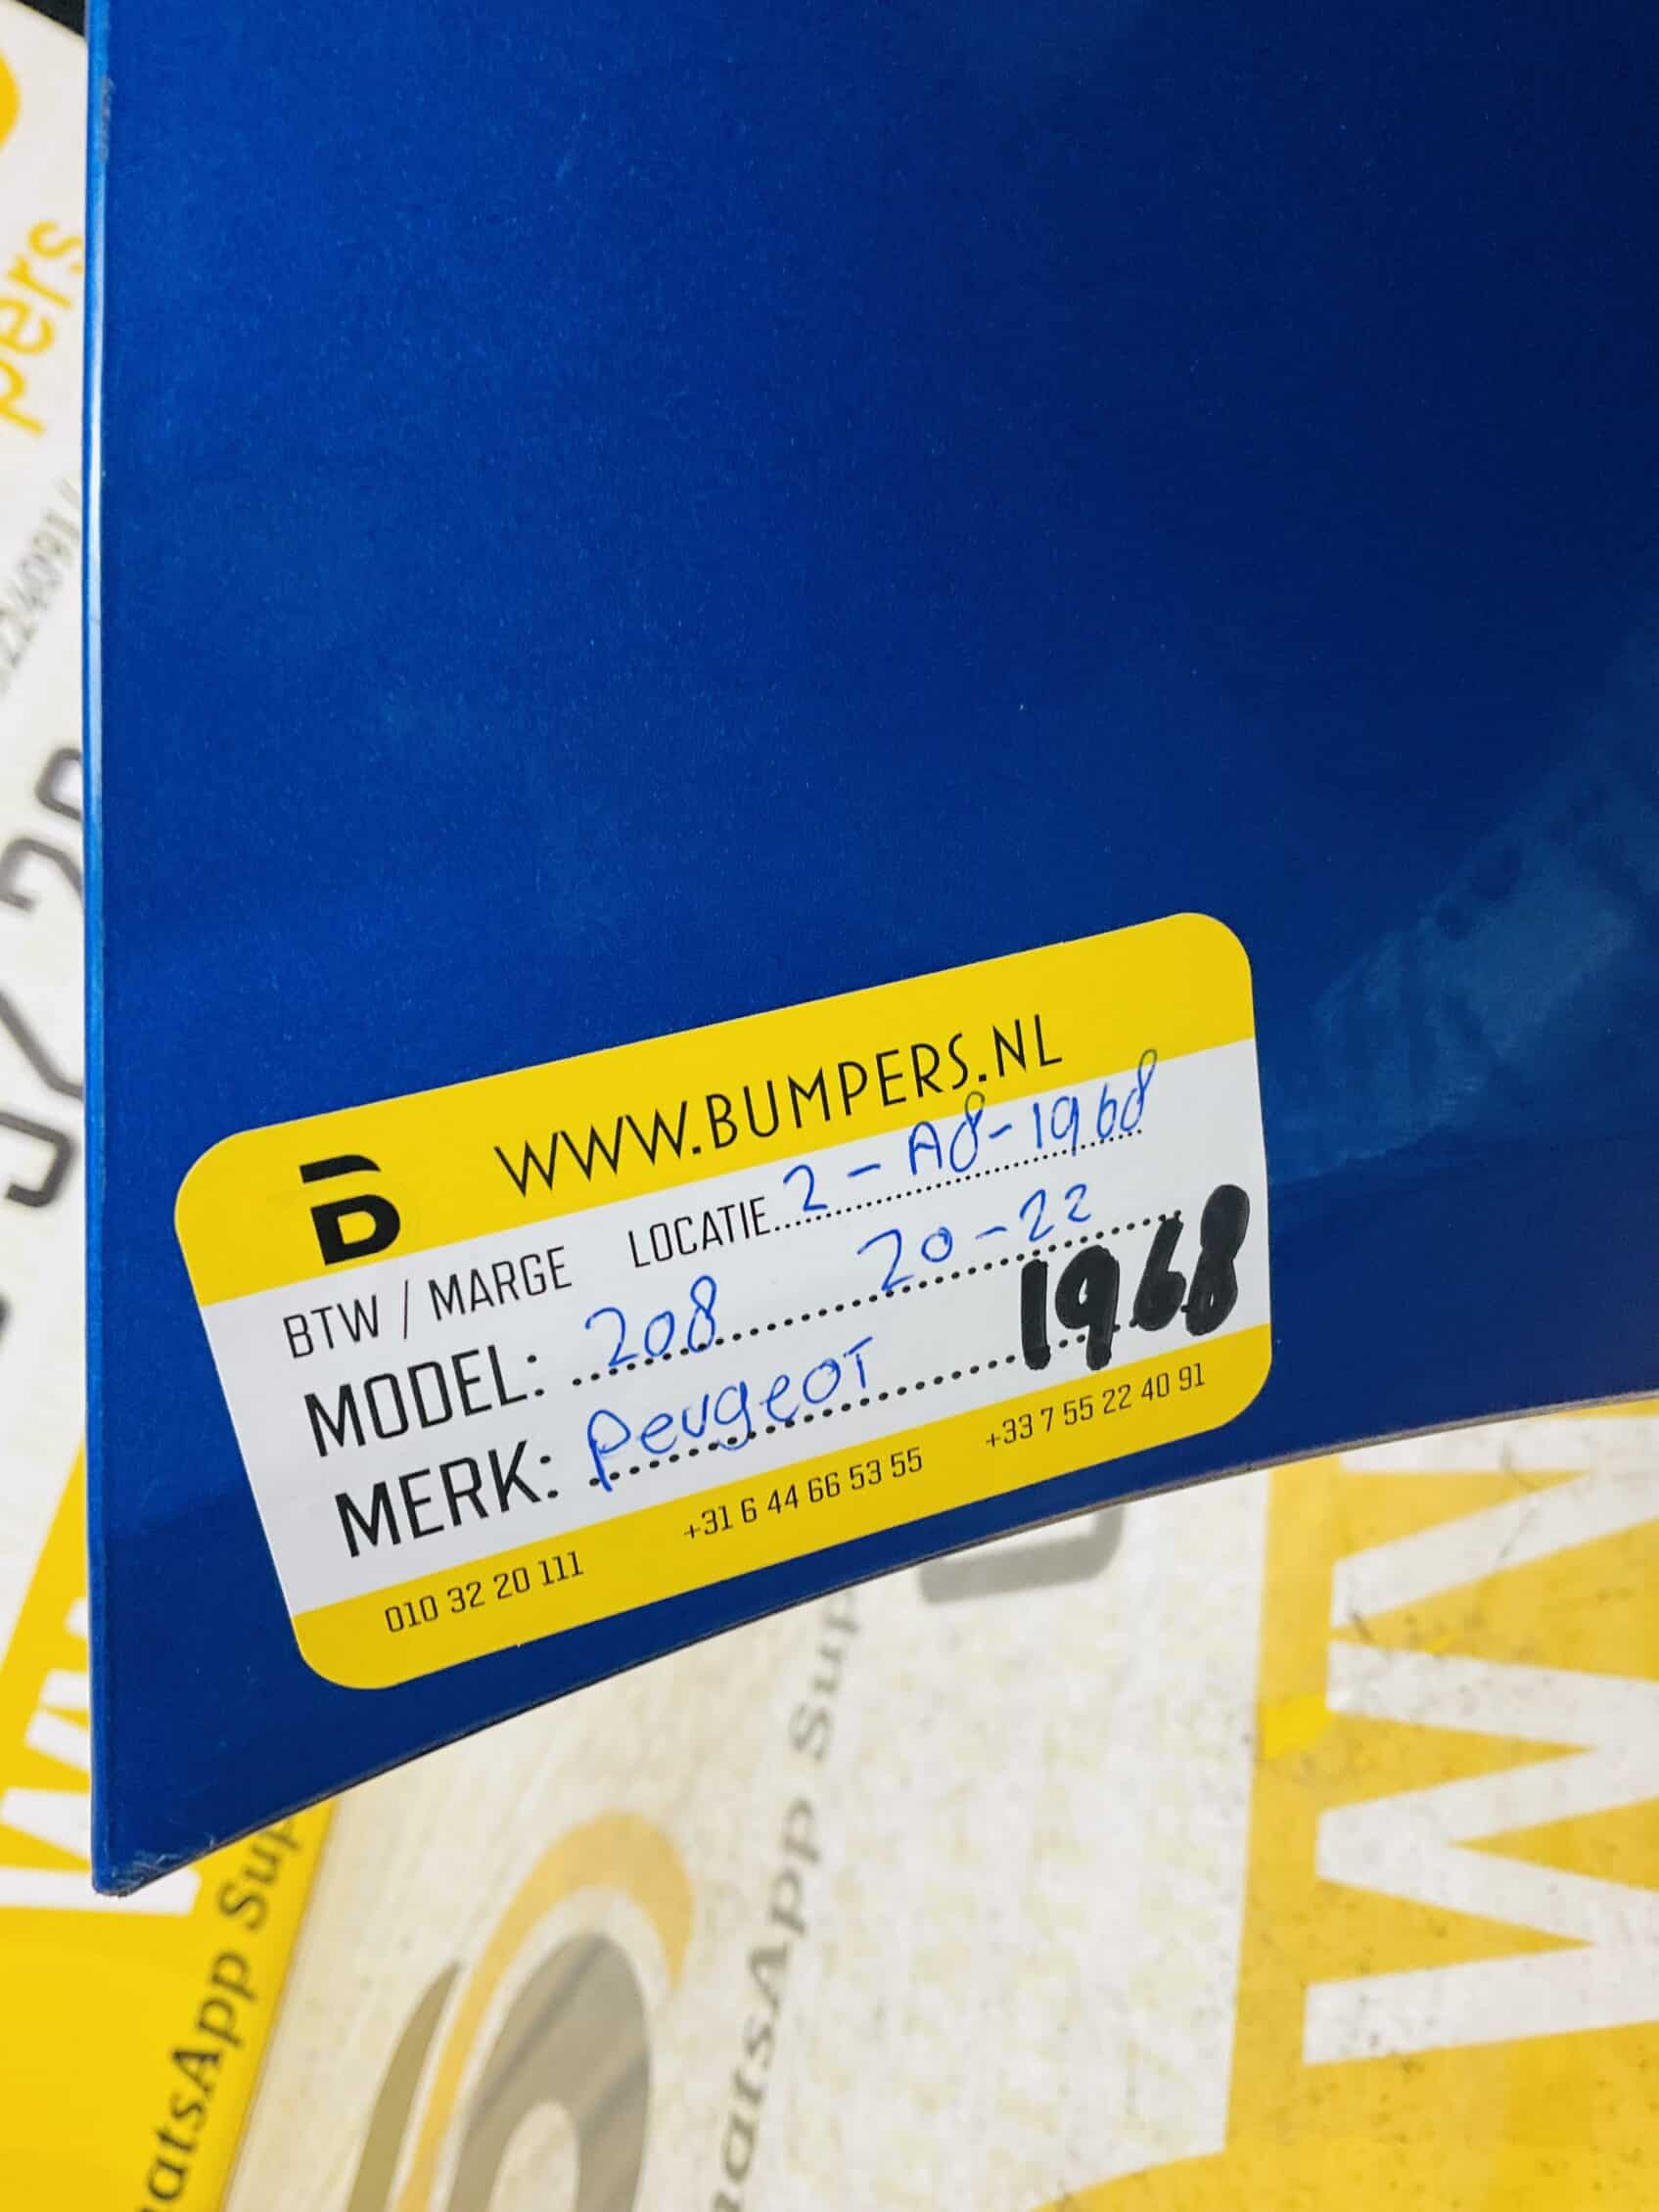 WWW.BUMPERS.NL
BTW / MARGE LOCATIE 2 - A8-1968
MODEL: 208 20-22
MERK: Peugeot 1968
010 32 20 111 +31 6 44 66 53 55 +33 7 55 22 40 91